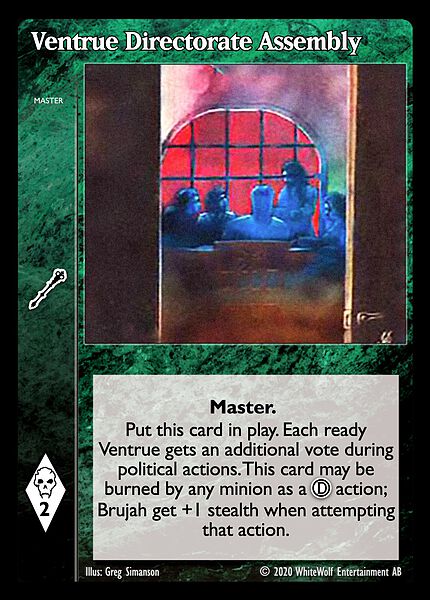 Ventrue Directorate Assembly
MASTER
Master.
Put this card in play. Each ready
Ventrue gets an additional vote during
political actions. This card may be
burned by any minion as a Ⓓ action;
Brujah get +1 stealth when attempting
that action.
2
Illus: Greg Simanson © 2020 WhiteWolf Entertainment AB